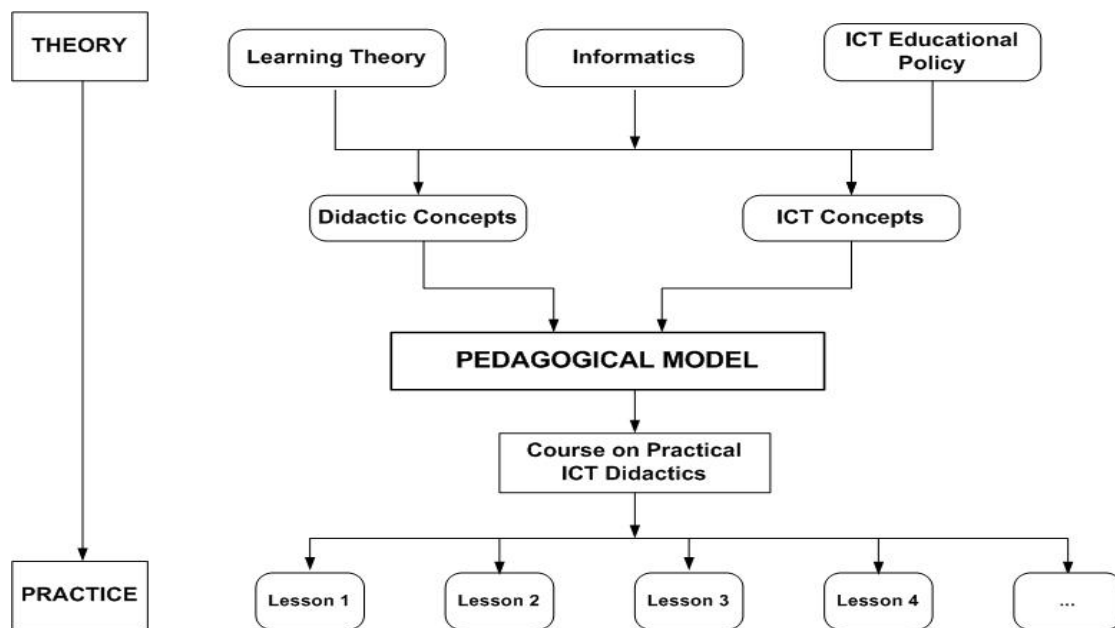 THEORY
Learning Theory
Informatics
ICT Educational
Policy
Didactic Concepts
ICT Concepts
PEDAGOGICAL MODEL
Course on Practical
ICT Didactics
PRACTICE
Lesson 1
Lesson 2
Lesson 3
Lesson 4
...